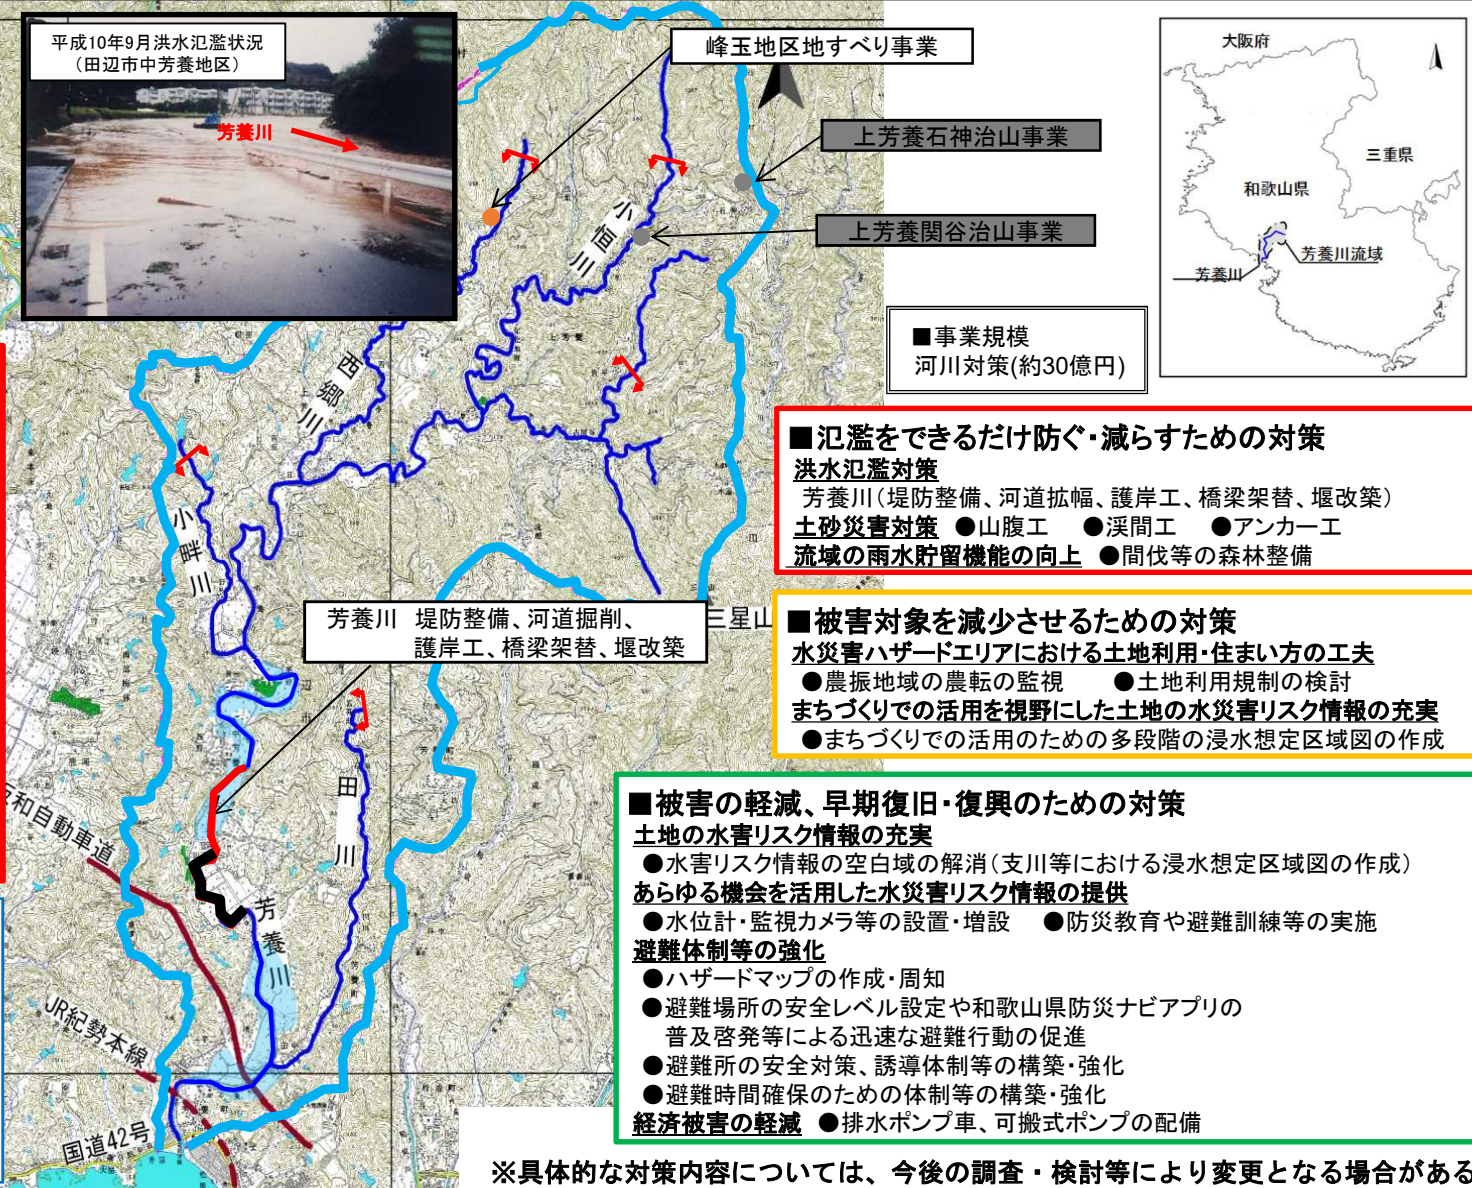 平成10年9月洪水氾濫状況
(田辺市中芳養地区)
芳養川
峰玉地区地すべり事業
上芳養石神治山事業
上芳養関谷治山事業
大阪府
三重県
和歌山県
芳養川流域
芳養川
■事業規模
河川対策(約30億円)
小恒川
西郷川
小畔川
田川
芳養川
三星山
芳養川 堤防整備、河道掘削、
護岸工、橋梁架替、堰改築
和自動車道
JR紀勢本線
国道42号
■氾濫をできるだけ防ぐ・減らすための対策
洪水氾濫対策
芳養川(堤防整備、河道拡幅、護岸工、橋梁架替、堰改築)
土砂災害対策 ●山腹工 ●渓間工 ●アンカー工
流域の雨水貯留機能の向上 ●間伐等の森林整備
■被害対象を減少させるための対策
水災害ハザードエリアにおける土地利用・住まい方の工夫
●農振地域の農転の監視 ●土地利用規制の検討
まちづくりでの活用を視野にした土地の水災害リスク情報の充実
●まちづくりでの活用のための多段階の浸水想定区域図の作成
■被害の軽減、早期復旧・復興のための対策
土地の水害リスク情報の充実
●水害リスク情報の空白域の解消(支川等における浸水想定区域図の作成)
あらゆる機会を活用した水災害リスク情報の提供
●水位計・監視カメラ等の設置・増設 ●防災教育や避難訓練等の実施
避難体制等の強化
●ハザードマップの作成・周知
●避難場所の安全レベル設定や和歌山県防災ナビアプリの
普及啓発等による迅速な避難行動の促進
●避難所の安全対策、誘導体制等の構築・強化
●避難時間確保のための体制等の構築・強化
経済被害の軽減 ●排水ポンプ車、可搬式ポンプの配備
※具体的な対策内容については、今後の調査・検討等により変更となる場合がある